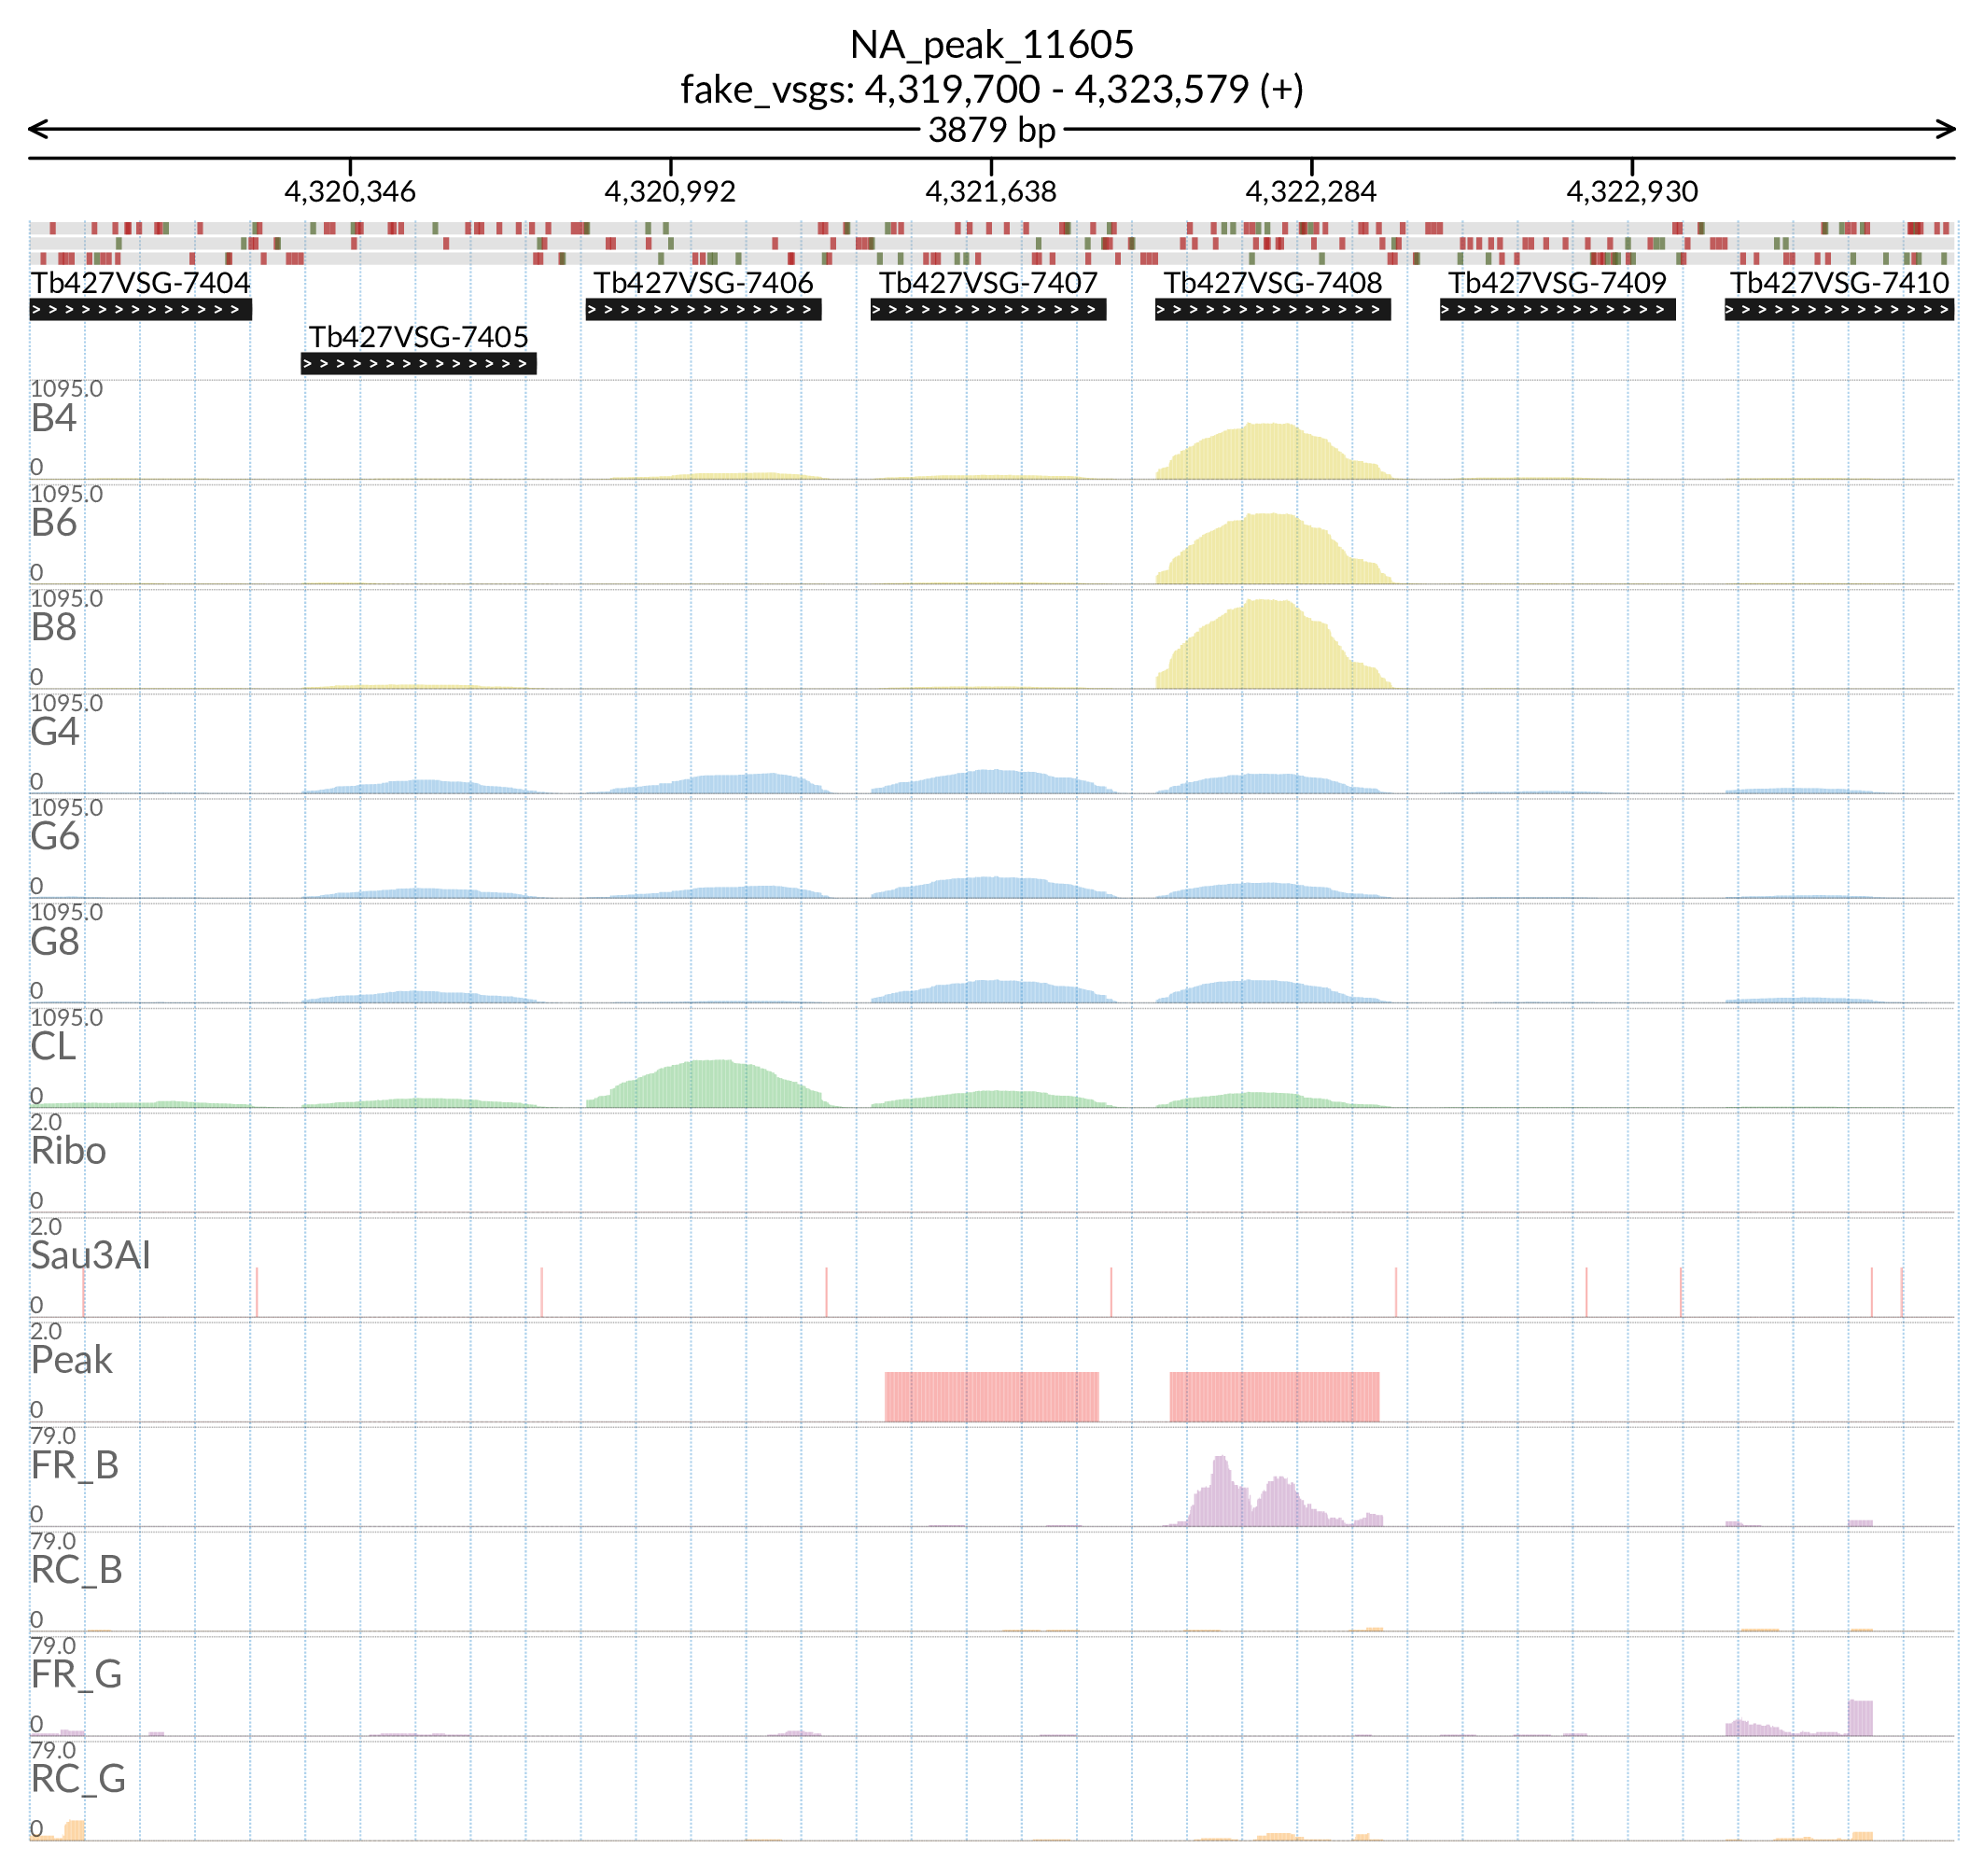 NA_peak_11605
fake_vsgs: 4,319,700 - 4,323,579 (+)
3879 bp
4,320,346 4,320,992 4,321,638 4,322,284 4,322,930
Tb427VSG-7404 Tb427VSG-7406 Tb427VSG-7407 Tb427VSG-7408 Tb427VSG-7409 Tb427VSG-7410
Tb427VSG-7405
1095.0
B4
0
1095.0
B6
0
1095.0
B8
0
1095.0
G4
0
1095.0
G6
0
1095.0
G8
0
1095.0
CL
0
2.0
Ribo
0
2.0
Sau3AI
0
2.0
Peak
0
79.0
FR_B
0
79.0
RC_B
0
79.0
FR_G
0
79.0
RC_G
0